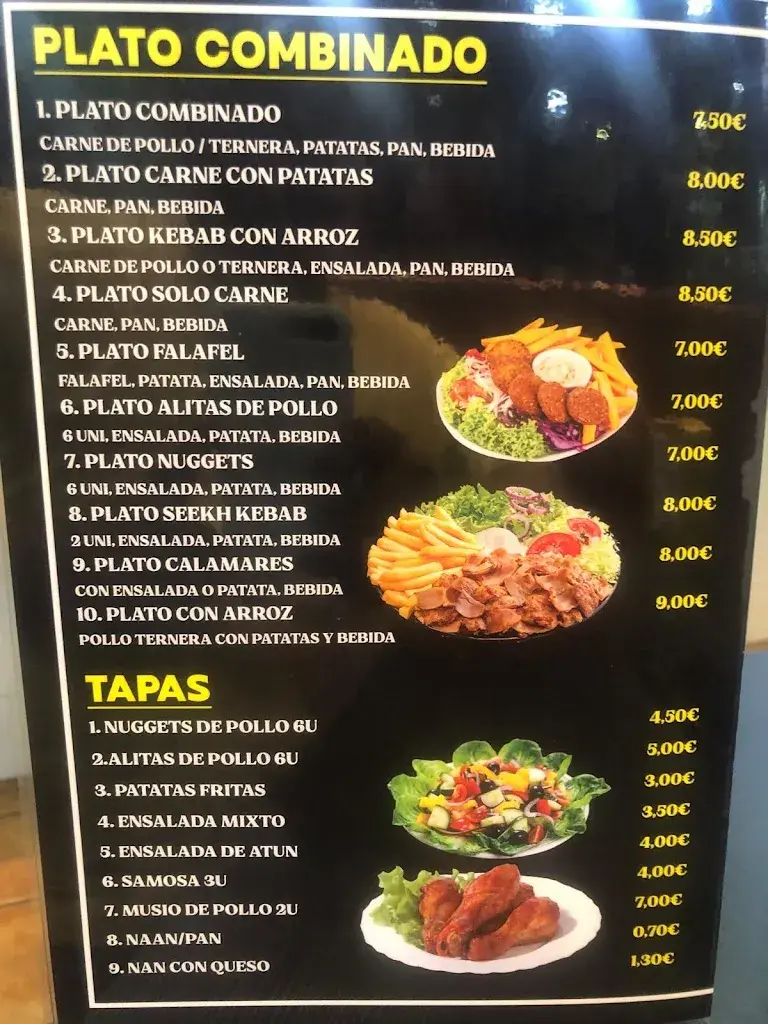 PLATO COMBINADO
1. PLATO COMBINADO 7,50€
CARNE DE POLLO / TERNERA, PATATAS, PAN, BEBIDA
2. PLATO CARNE CON PATATAS 8,00€
CARNE, PAN, BEBIDA
3. PLATO KEBAB CON ARROZ 8,50€
CARNE DE POLLO O TERNERA, ENSALADA, PAN, BEBIDA
4. PLATO SOLO CARNE 8,50€
CARNE, PAN, BEBIDA
5. PLATO FALAFEL 7,00€
FALAFEL, PATATA, ENSALADA, PAN, BEBIDA
6. PLATO ALITAS DE POLLO 7,00€
6 UNI, ENSALADA, PATATA, BEBIDA
7. PLATO NUGGETS 7,00€
6 UNI, ENSALADA, PATATA, BEBIDA
8. PLATO SEEKH KEBAB 8,00€
2 UNI, ENSALADA, PATATA, BEBIDA
9. PLATO CALAMARES 8,00€
CON ENSALADA O PATATA, BEBIDA
10. PLATO CON ARROZ 9,00€
POLLO TERNERA CON PATATAS Y BEBIDA
TAPAS
1. NUGGETS DE POLLO 6U 4,50€
2.ALITAS DE POLLO 6U 5,00€
3. PATATAS FRITAS 3,00€
4. ENSALADA MIXTO 3,50€
5. ENSALADA DE ATUN 4,00€
6. SAMOSA 3U 4,00€
7. MUSIO DE POLLO 2U 7,00€
8. NAAN/PAN 0,70€
9. NAN CON QUESO 1,30€